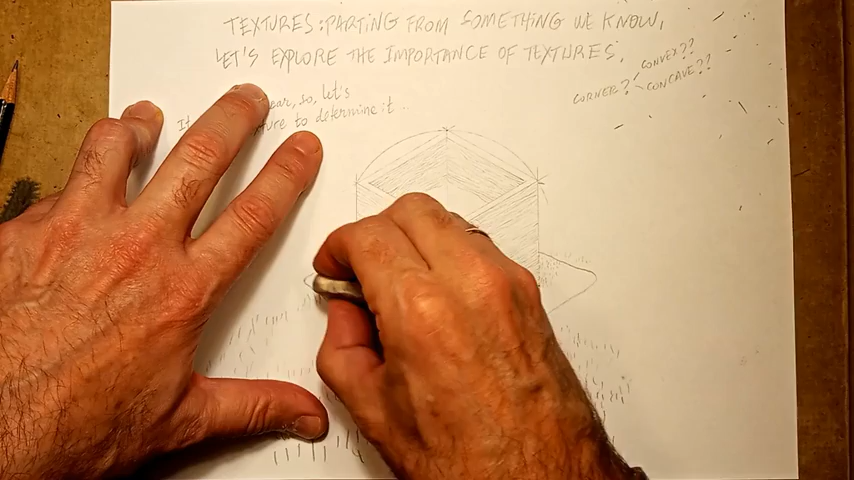 TEXTURES: PARTING FROM SOMETHING WE KNOW,
LET'S EXPLORE THE IMPORTANCE OF TEXTURES.
CORNER? CONVEX??
CONCAVE??
It ear, so, let's
ture to determine it...